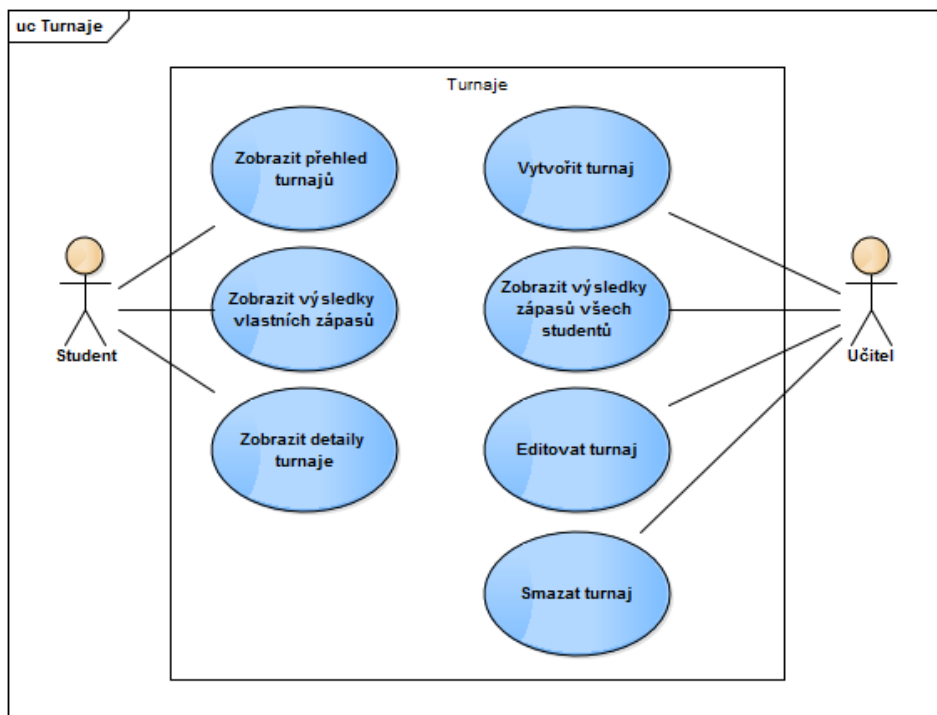 uc Turnaje
Turnaje
Zobrazit přehled
turnajů
Vytvořit turnaj
Zobrazit výsledky
vlastních zápasů
Zobrazit výsledky
zápasů všech
studentů
Student
Učitel
Zobrazit detaily
turnaje
Editovat turnaj
Smazat turnaj